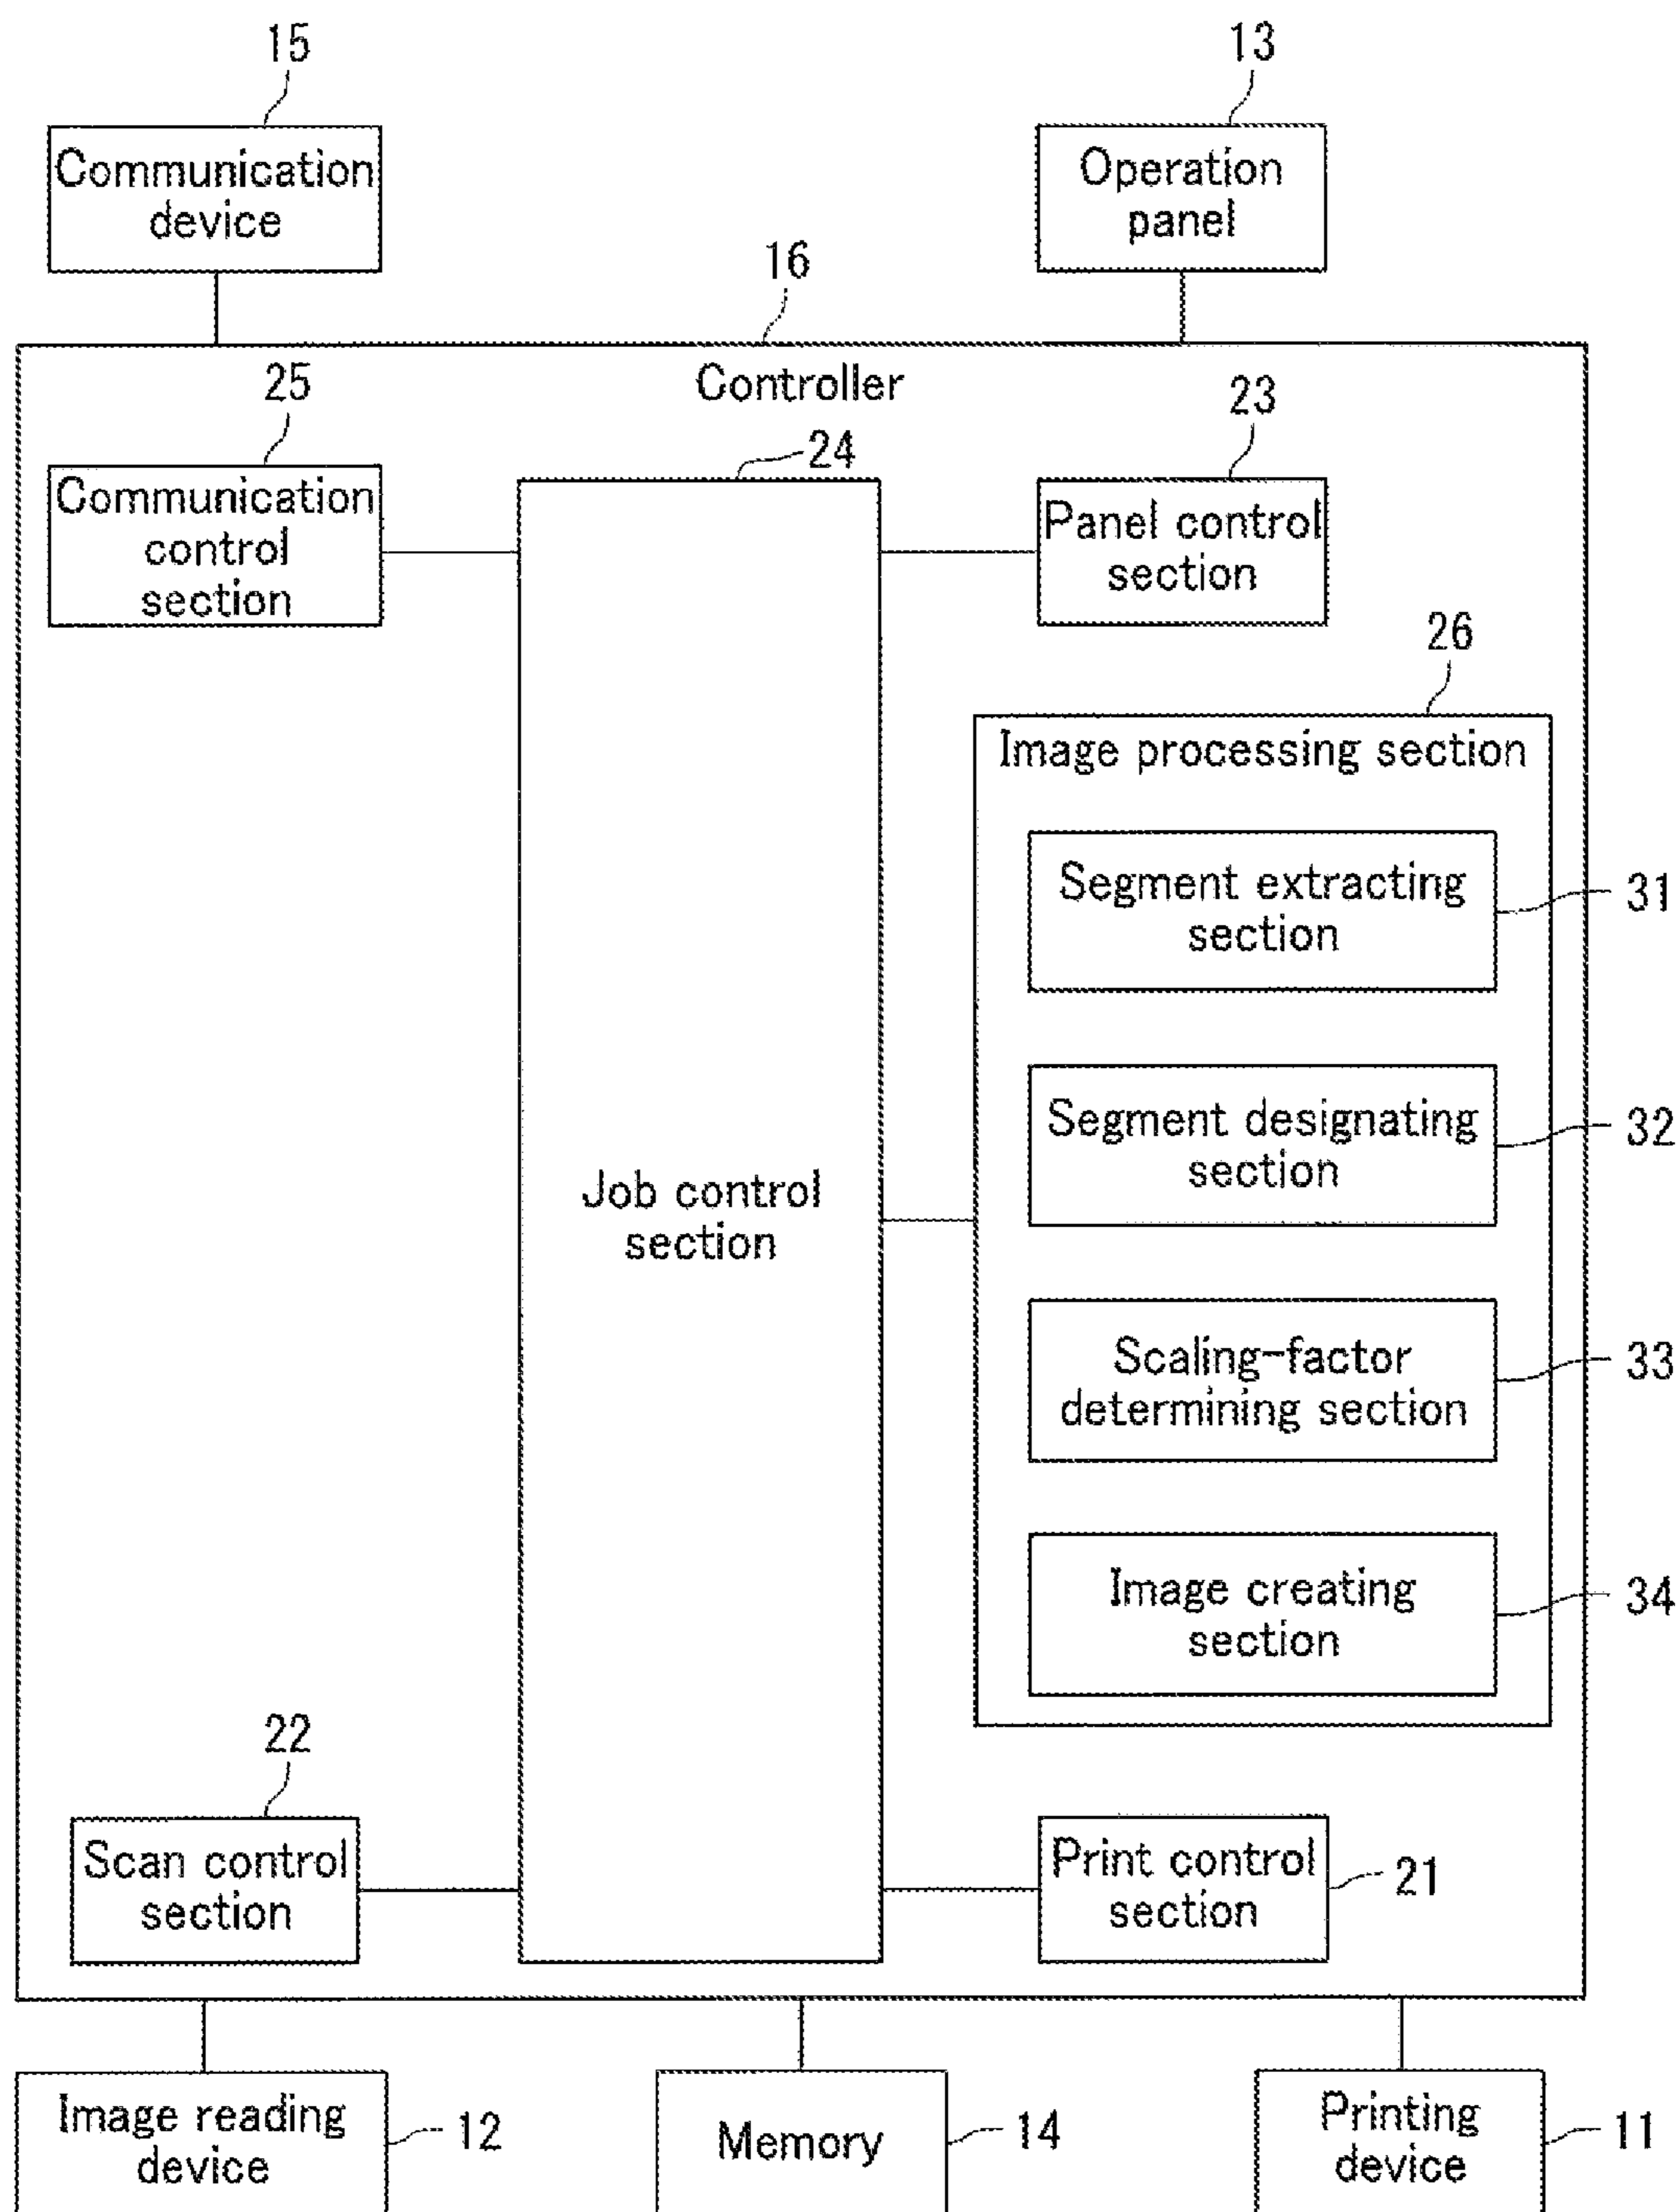 15
13
Communication
device
Operation
panel
16
Controller
25
23
24
Communication
control
section
Panel control
section
26
Image processing section
Segment extracting
section
31
Segment designating
section
32
Job control
section
Scaling-factor
determining section
33
Image creating
section
34
22
Scan control
section
Print control
section
21
Image reading
device
12
Memory
14
Printing
device
11